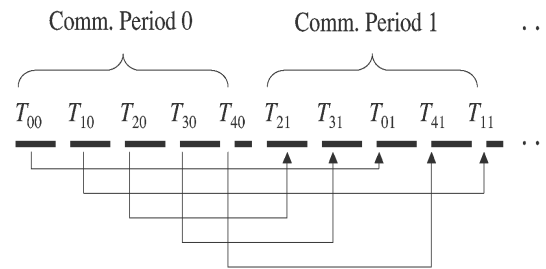 Comm. Period 0 Comm. Period 1 . .
T₀₀ T₁₀ T₂₀ T₃₀ T₄₀ T₂₁ T₃₁ T₀₁ T₄₁ T₁₁
. .